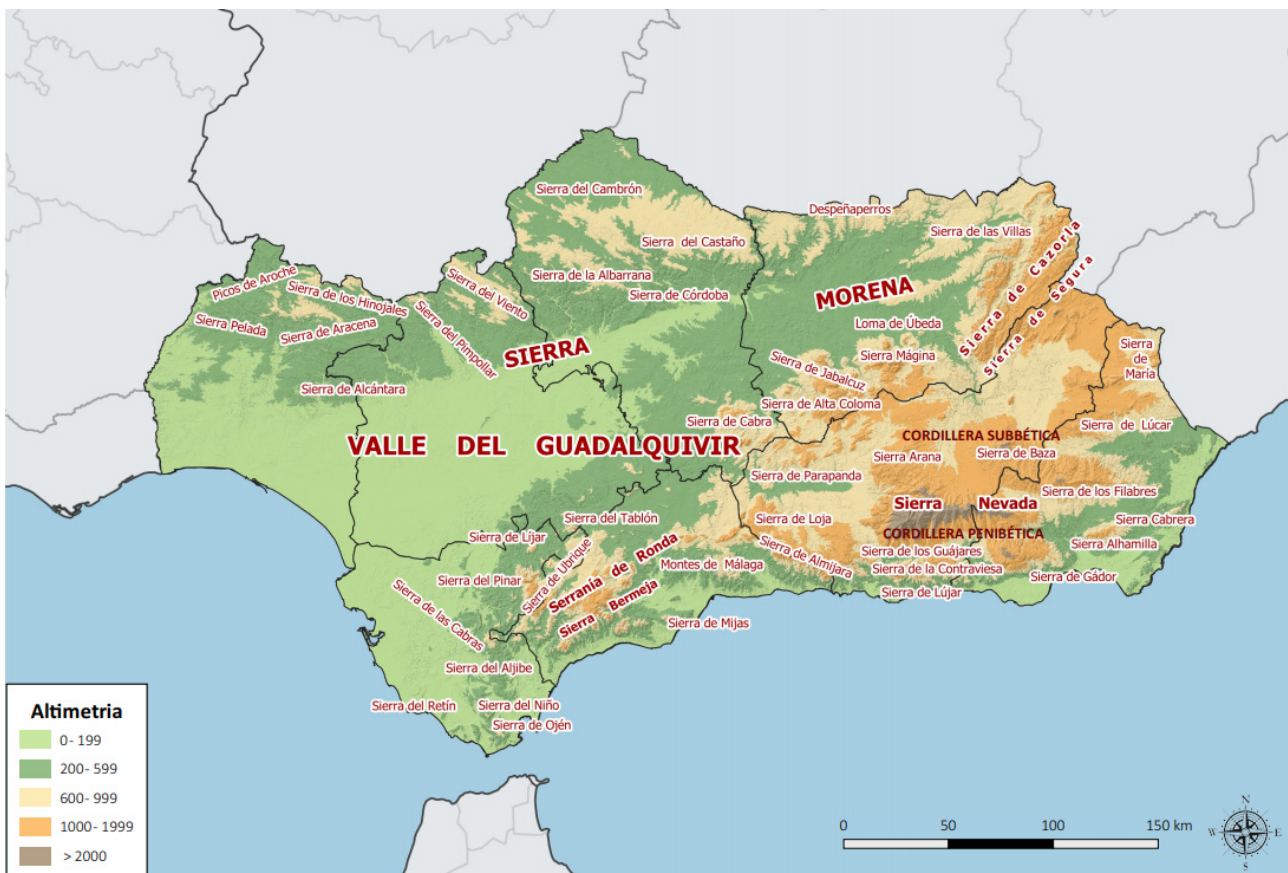 Sierra del Cambrón
Despeñaperros
Sierra de las Villas
Sierra del Castaño
Sierra de Cazorla
Sierra de Segura
Picos de Aroche
Sierra de los Hinojales
Sierra del Viento
Sierra de la Albarrana
Sierra de Córdoba
MORENA
Sierra Pelada
Sierra de Aracena
Sierra del Pimpollar
SIERRA
Loma de Úbeda
Sierra Mágina
Sierra
de
María
Sierra de Alcántara
Sierra de Jabalcuz
Sierra de Alta Coloma
Sierra de Cabra
Sierra de Lúcar
VALLE DEL GUADALQUIVIR
CORDILLERA SUBBÉTICA
Sierra Arana
Sierra de Baza
Sierra de Parapanda
Sierra de los Filabres
Sierra Nevada
Sierra del Tablón
Sierra de Loja
Sierra Cabrera
Sierra de Líjar
CORDILLERA PENIBÉTICA
Sierra Alhamilla
Sierra de Ubrique
Serranía de Ronda
Montes de Málaga
Sierra de Almijara
Sierra de los Guájares
Sierra de la Contraviesa
Sierra de Gádor
Sierra del Pinar
Sierra Bermeja
Sierra de Lújar
Sierra de las Cabras
Sierra de Mijas
Sierra del Aljibe
Sierra del Retín
Sierra del Niño
Sierra de Ojén
Altimetria
0- 199
200- 599
600- 999
1000- 1999
> 2000
0 50 100 150 km
N
W E
S